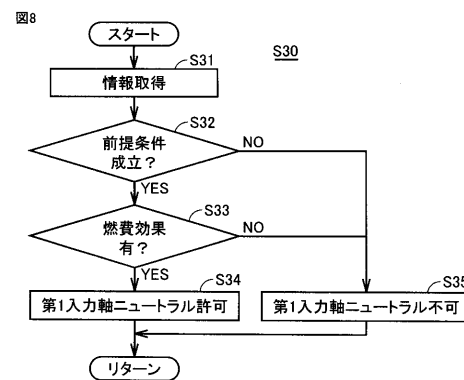 図8
スタート
S30
S31
情報取得
S32
前提条件
成立?
NO
YES
S33
燃費効果
有?
NO
YES
S34
第1入力軸ニュートラル許可
S35
第1入力軸ニュートラル不可
リターン